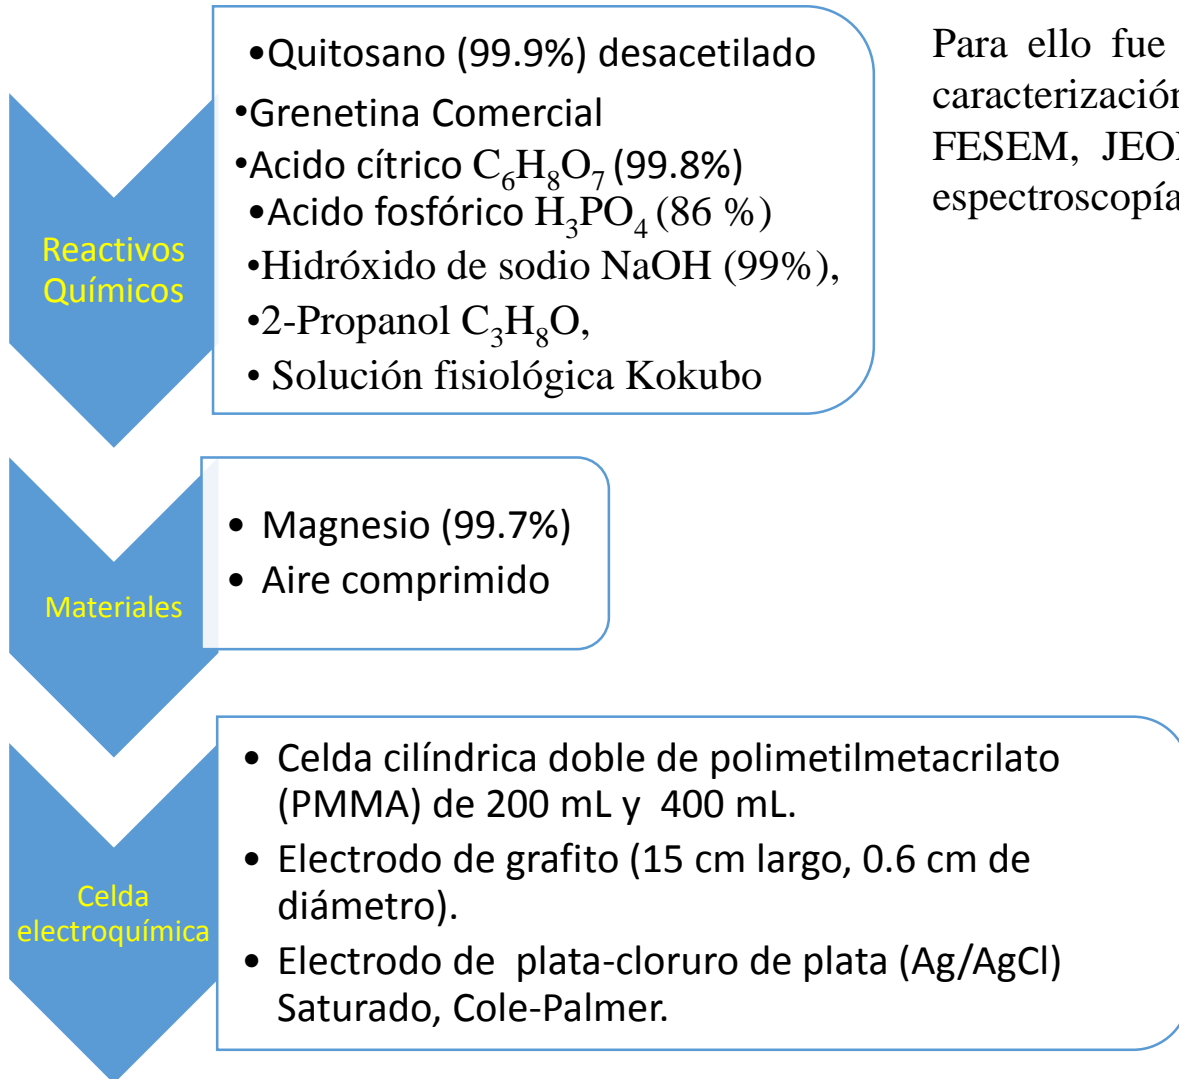 •Quitosano (99.9%) desacetilado
•Grenetina Comercial
•Acido cítrico C₆H₈O₇ (99.8%)
•Acido fosfórico H₃PO₄ (86 %)
•Hidróxido de sodio NaOH (99%),
•2-Propanol C₃H₈O,
• Solución fisiológica Kokubo
Reactivos
Químicos
Para ello fue
caracterización
FESEM,
espectroscopía
• Magnesio (99.7%)
• Aire comprimido
Materiales
• Celda cilíndrica doble de polimetilmetacrilato
(PMMA) de 200 mL y 400 mL.
• Electrodo de grafito (15 cm largo, 0.6 cm de
diámetro).
• Electrodo de plata-cloruro de plata (Ag/AgCl)
Saturado, Cole-Palmer.
Celda
electroquímica